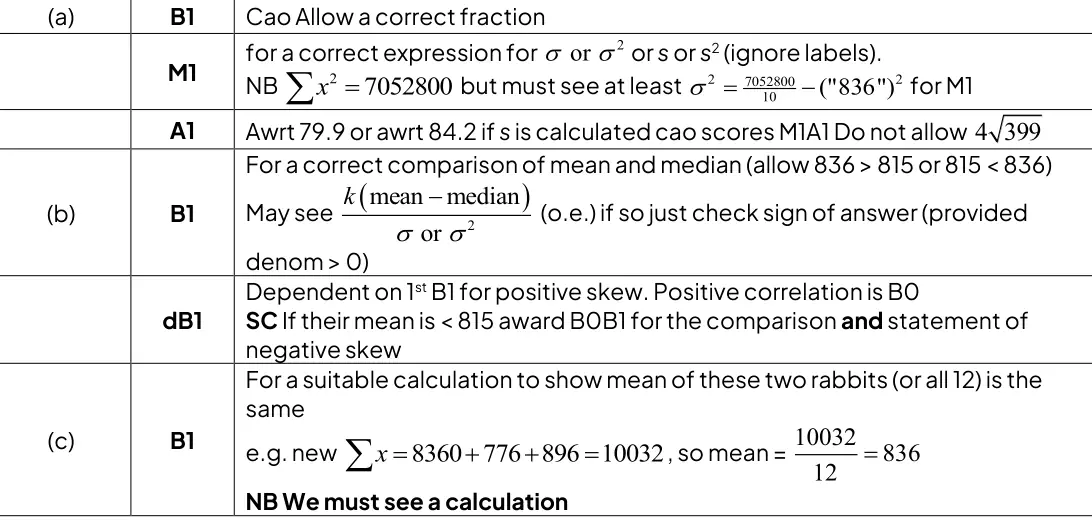 (a) B1 Cao Allow a correct fraction
M1 for a correct expression for σ or σ² or s or s² (ignore labels).
NB ∑x² = 7052800 but must see at least σ² = 7052800/10 − ("836")² for M1
A1 Awrt 79.9 or awrt 84.2 if s is calculated cao scores M1A1 Do not allow 4√399
(b) B1 For a correct comparison of mean and median (allow 836 > 815 or 815 < 836)
May see k(mean − median)/(σ or σ²) (o.e.) if so just check sign of answer (provided
denom > 0)
dB1 Dependent on 1st B1 for positive skew. Positive correlation is B0
SC If their mean is < 815 award B0B1 for the comparison and statement of
negative skew
(c) B1 For a suitable calculation to show mean of these two rabbits (or all 12) is the
same
e.g. new ∑x = 8360 + 776 + 896 = 10032, so mean = 10032/12 = 836
NB We must see a calculation